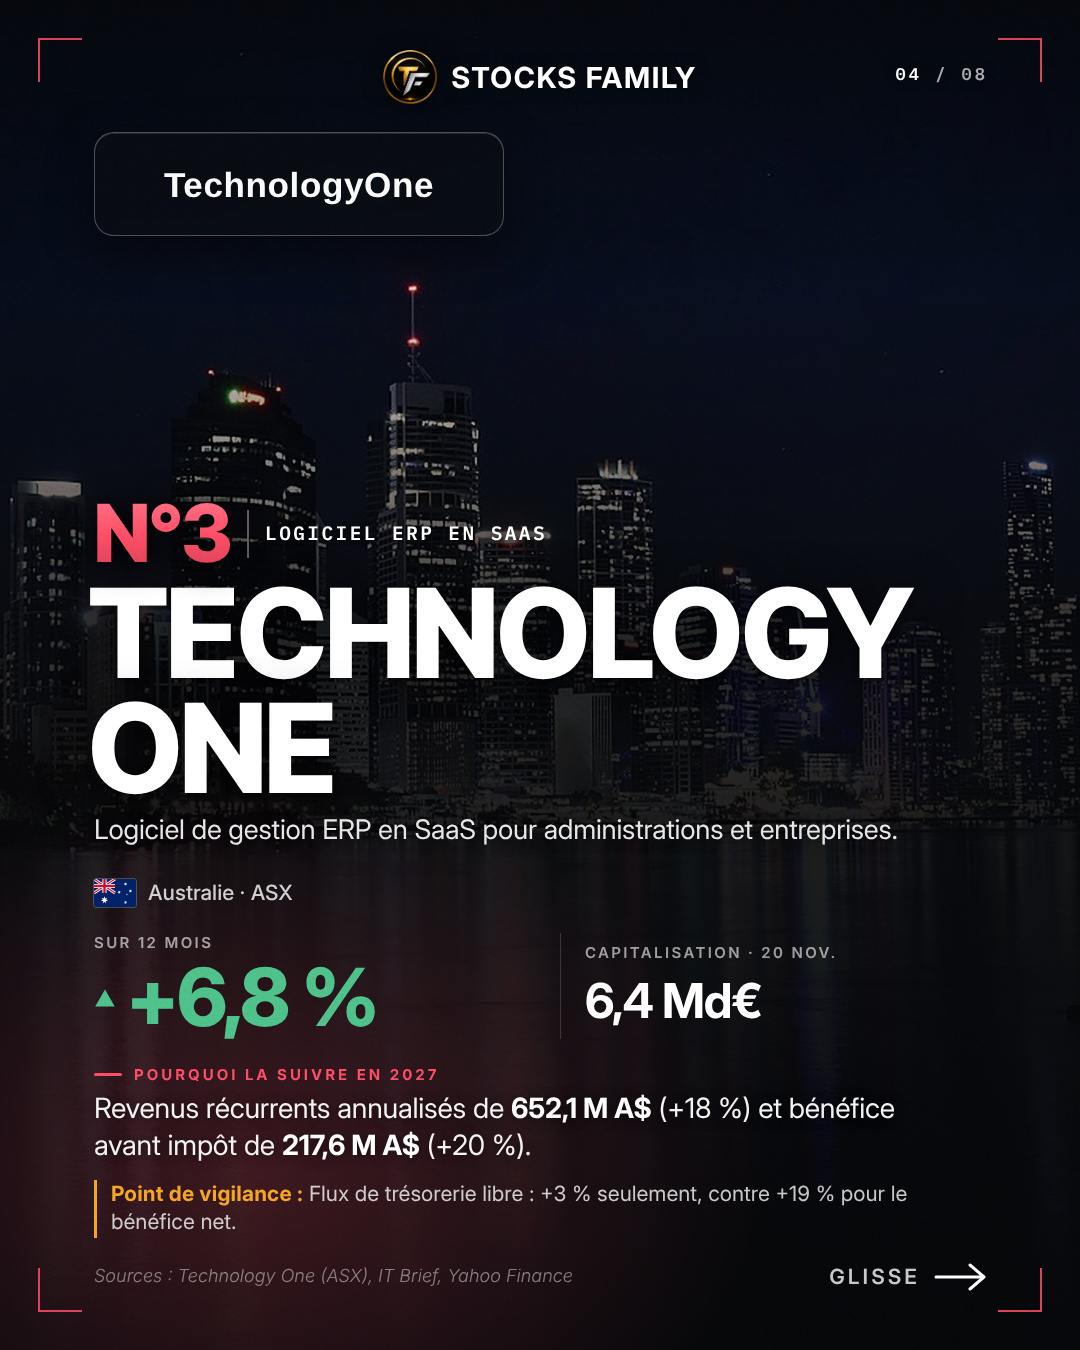 STOCKS FAMILY
04 / 08
TechnologyOne
N°3
LOGICIEL ERP EN SAAS
TECHNOLOGY
ONE
Logiciel de gestion ERP en SaaS pour administrations et entreprises.
Australie · ASX
SUR 12 MOIS
▲ +6,8 %
CAPITALISATION · 20 NOV.
6,4 Md€
POURQUOI LA SUIVRE EN 2027
Revenus récurrents annualisés de 652,1 M A$ (+18 %) et bénéfice
avant impôt de 217,6 M A$ (+20 %).
Point de vigilance : Flux de trésorerie libre : +3 % seulement, contre +19 % pour le
bénéfice net.
Sources : Technology One (ASX), IT Brief, Yahoo Finance
GLISSE →